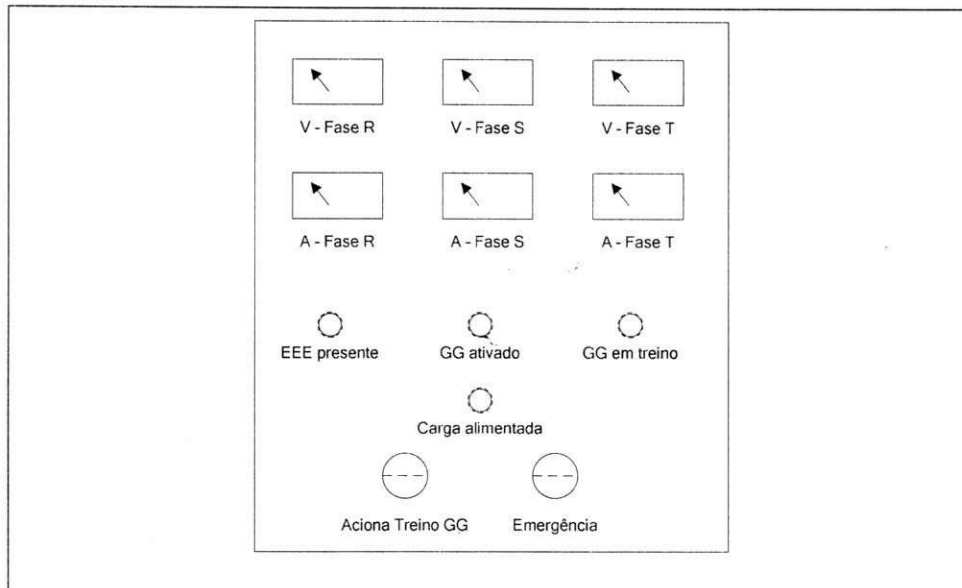 V - Fase R V - Fase S V - Fase T
A - Fase R A - Fase S A - Fase T
EEE presente GG ativado GG em treino
Carga alimentada
Aciona Treino GG Emergência